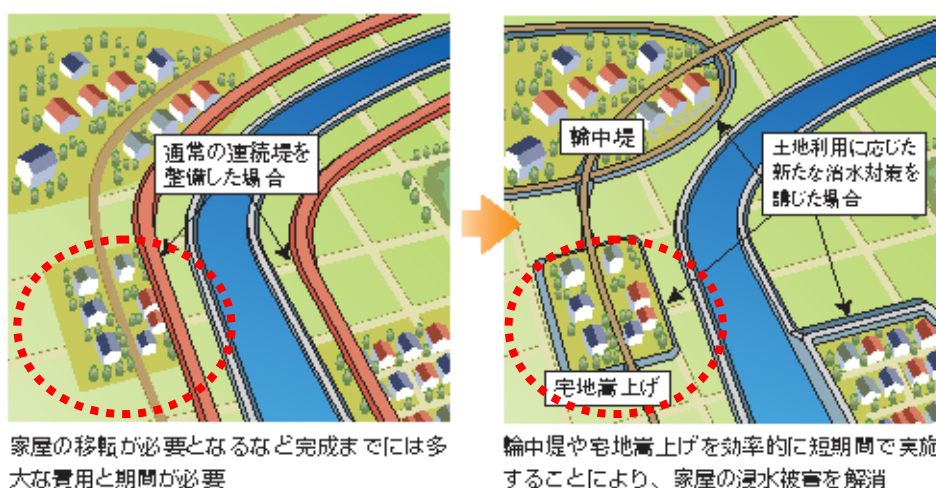 通常の連続堤を
整備した場合
家屋の移転が必要となるなど完成までには多
大な費用と期間が必要
輪中堤
土地利用に応じた
新たな治水対策を
講じた場合
宅地嵩上げ
輪中堤や宅地嵩上げを効率的に短期間で実施
することにより、家屋の浸水被害を解消